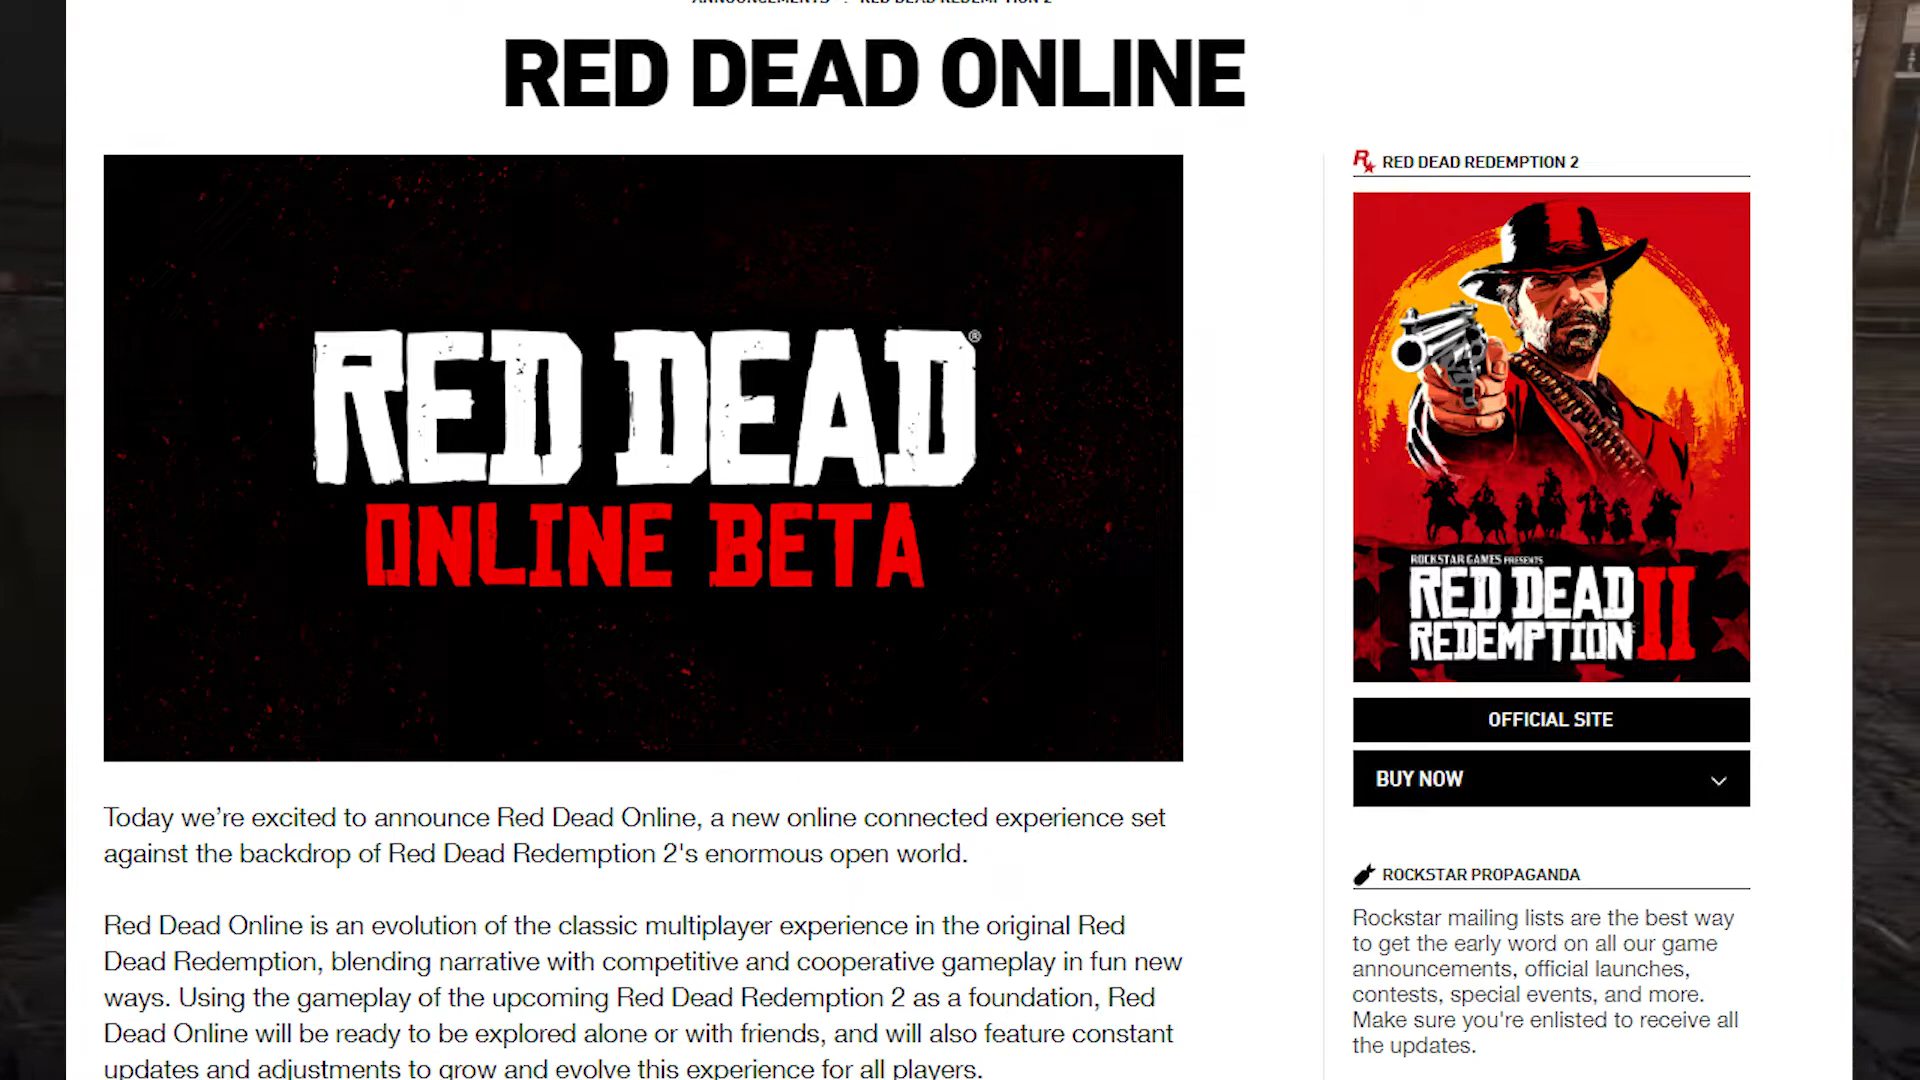 ANNOUNCEMENTS : RED DEAD REDEMPTION 2
RED DEAD ONLINE
RED DEAD®
ONLINE BETA
Today we’re excited to announce Red Dead Online, a new online connected experience set
against the backdrop of Red Dead Redemption 2's enormous open world.
Red Dead Online is an evolution of the classic multiplayer experience in the original Red
Dead Redemption, blending narrative with competitive and cooperative gameplay in fun new
ways. Using the gameplay of the upcoming Red Dead Redemption 2 as a foundation, Red
Dead Online will be ready to be explored alone or with friends, and will also feature constant
updates and adjustments to grow and evolve this experience for all players.
R RED DEAD REDEMPTION 2
ROCKSTAR GAMES PRESENTS
RED DEAD
REDEMPTION II
OFFICIAL SITE
BUY NOW
ROCKSTAR PROPAGANDA
Rockstar mailing lists are the best way
to get the early word on all our game
announcements, official launches,
contests, special events, and more.
Make sure you're enlisted to receive all
the updates.